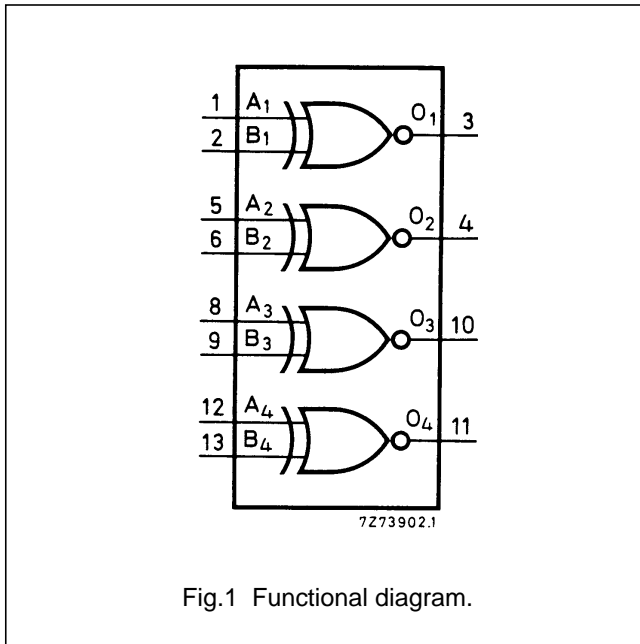 1 A1 O1 3
2 B1
5 A2 O2 4
6 B2
8 A3 O3 10
9 B3
12 A4 O4 11
13 B4
7Z73902.1
Fig.1 Functional diagram.